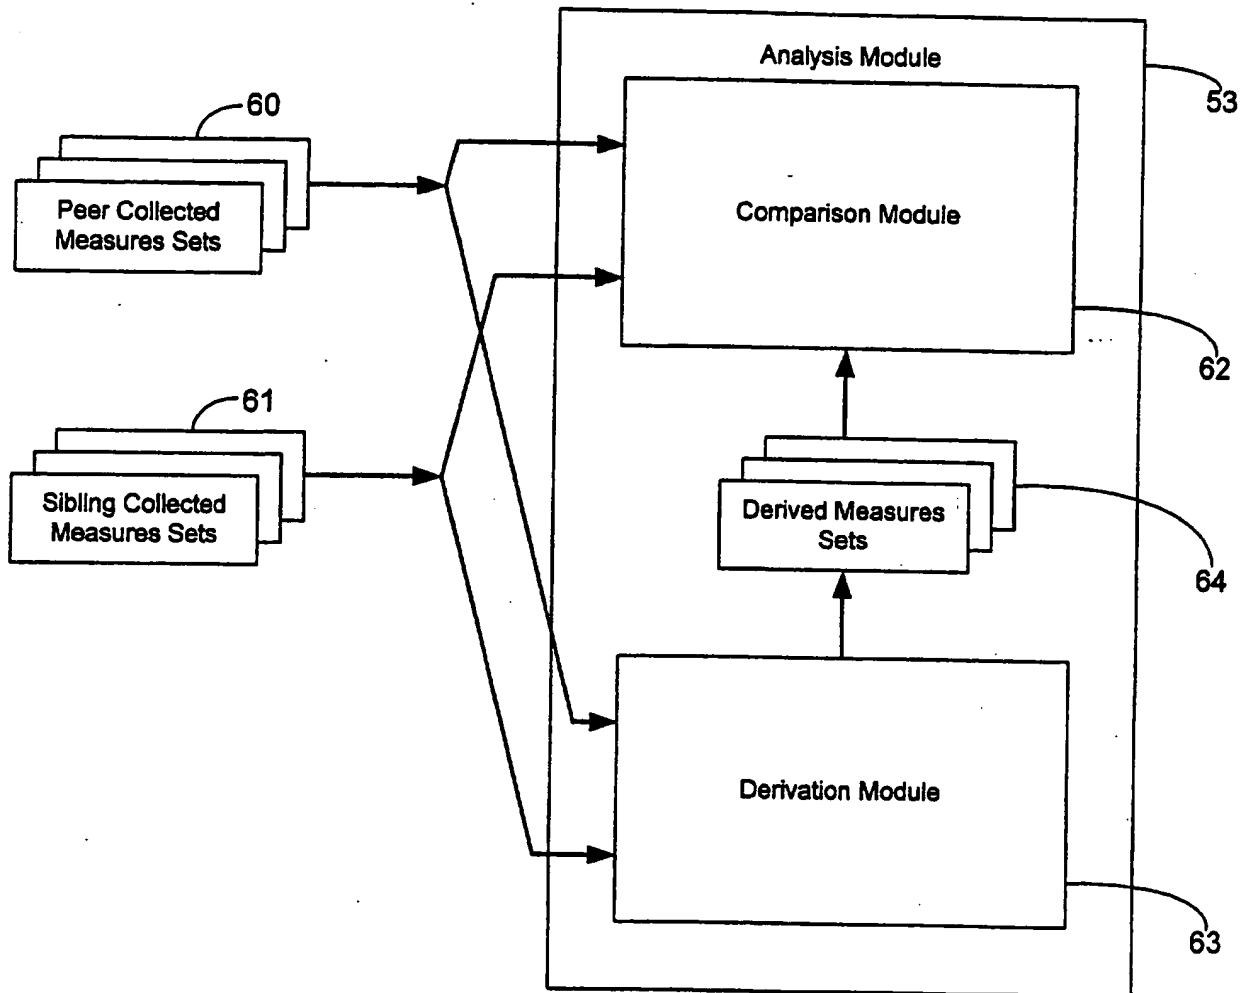 Analysis Module
53
60
Peer Collected
Measures Sets
Comparison Module
62
61
Sibling Collected
Measures Sets
Derived Measures
Sets
64
Derivation Module
63